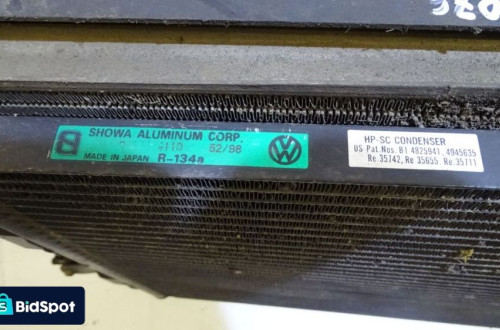 SHOWA ALUMINUM CORP.
52/98
MADE IN JAPAN R-134a
HP-SC CONDENSER
US Pat. Nos. B1 4825941, 4945635
Re.35742, Re 35655, Re.35711
BidSpot